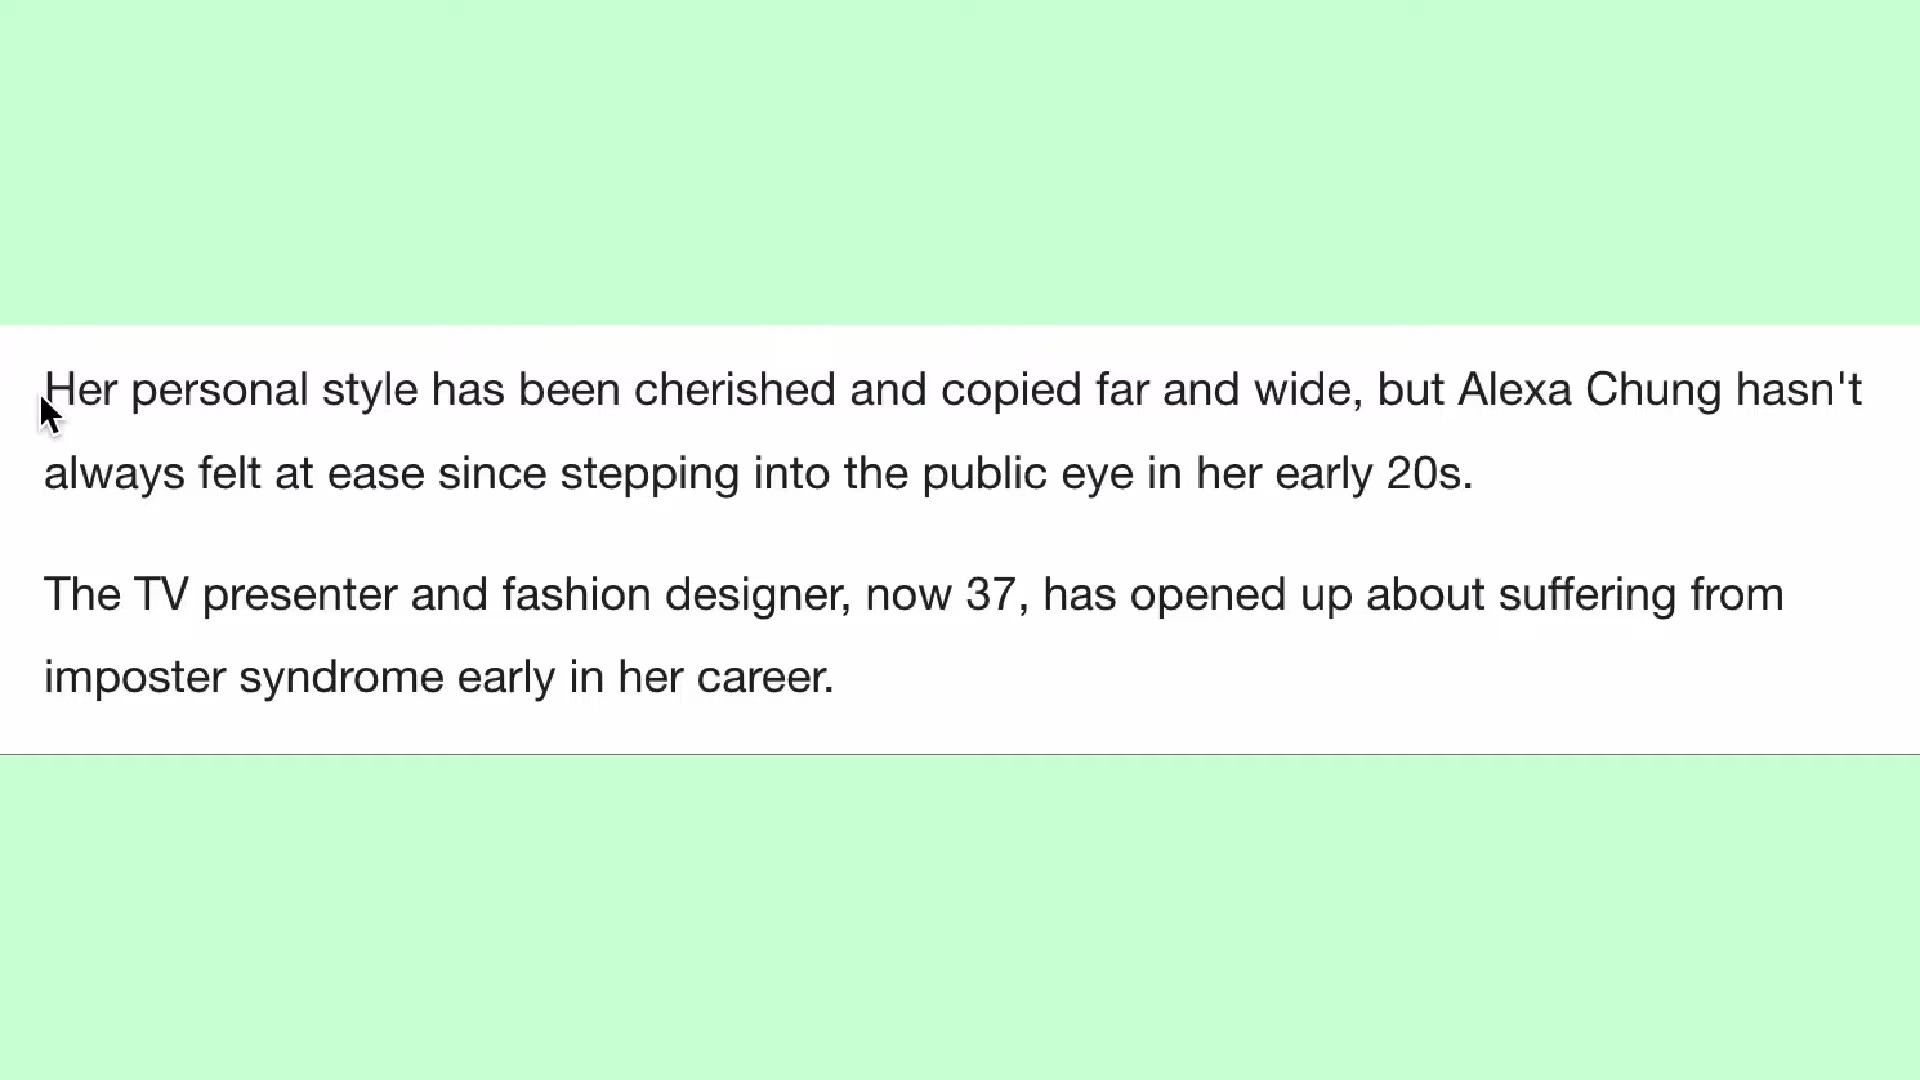 Her personal style has been cherished and copied far and wide, but Alexa Chung hasn't
always felt at ease since stepping into the public eye in her early 20s.
The TV presenter and fashion designer, now 37, has opened up about suffering from
imposter syndrome early in her career.